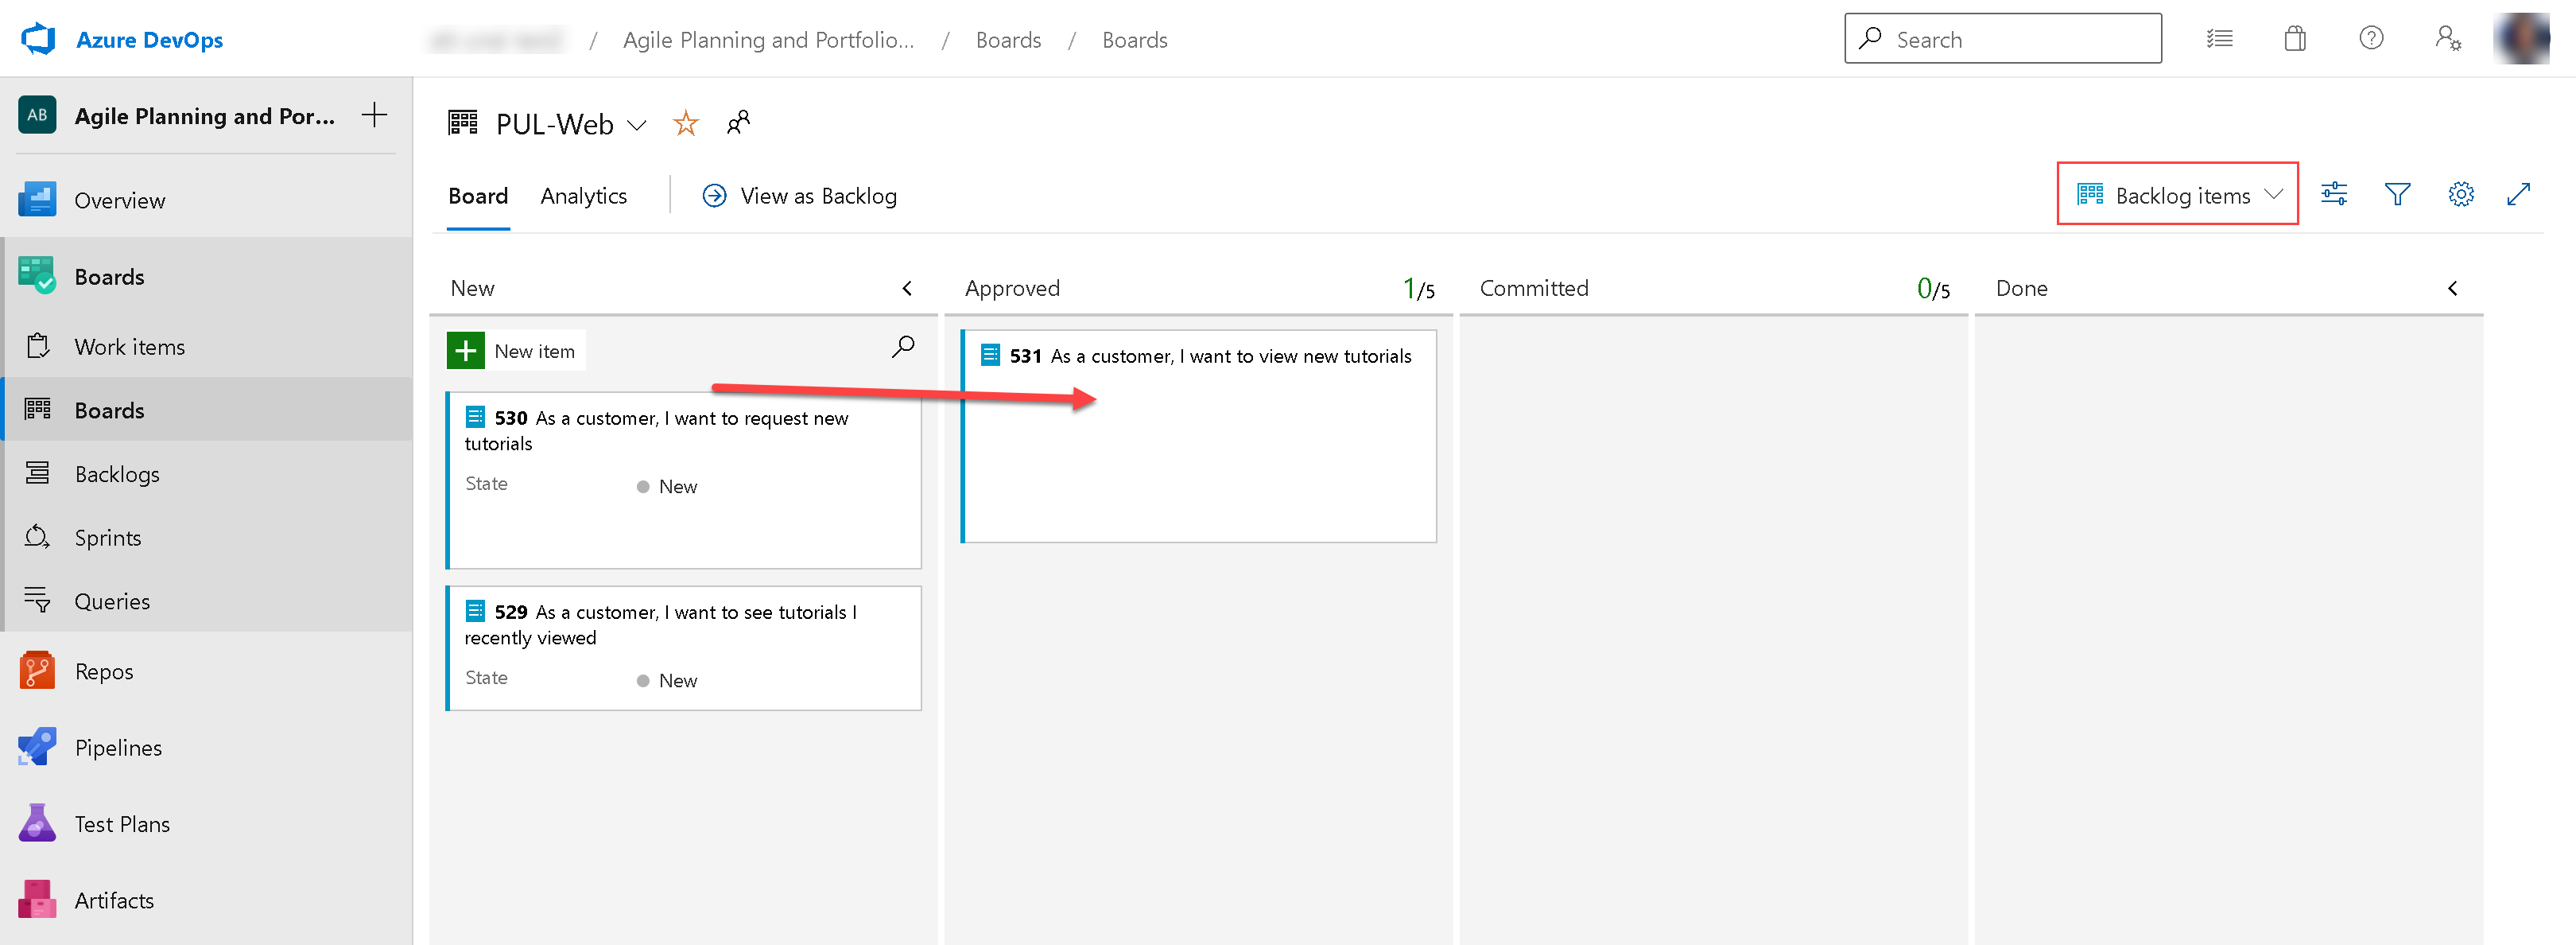 Azure DevOps
/ Agile Planning and Portfolio... / Boards / Boards
Search
AB Agile Planning and Por...
Overview
Boards
Work items
Boards
Backlogs
Sprints
Queries
Repos
Pipelines
Test Plans
Artifacts
PUL-Web
Board Analytics View as Backlog
Backlog items
New
New item
530 As a customer, I want to request new
tutorials
State New
529 As a customer, I want to see tutorials I
recently viewed
State New
Approved 1/5
531 As a customer, I want to view new tutorials
Committed 0/5
Done